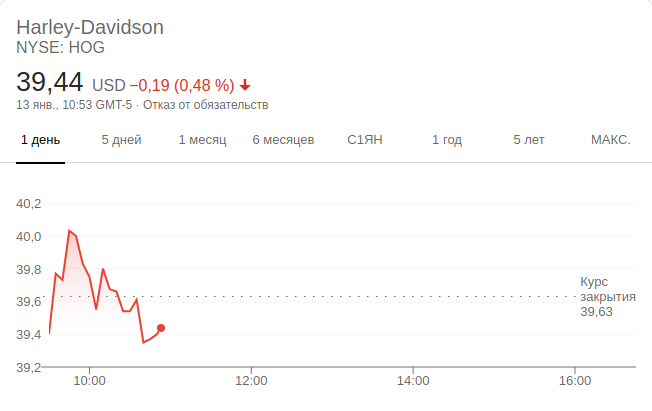 Harley-Davidson
NYSE: HOG
39,44 USD −0,19 (0,48 %)
13 янв., 10:53 GMT-5 · Отказ от обязательств
1 день 5 дней 1 месяц 6 месяцев С1ЯН 1 год 5 лет МАКС.
40,2
40,0
39,8
39,6
39,4
39,2
Курс
закрытия
39,63
10:00 12:00 14:00 16:00